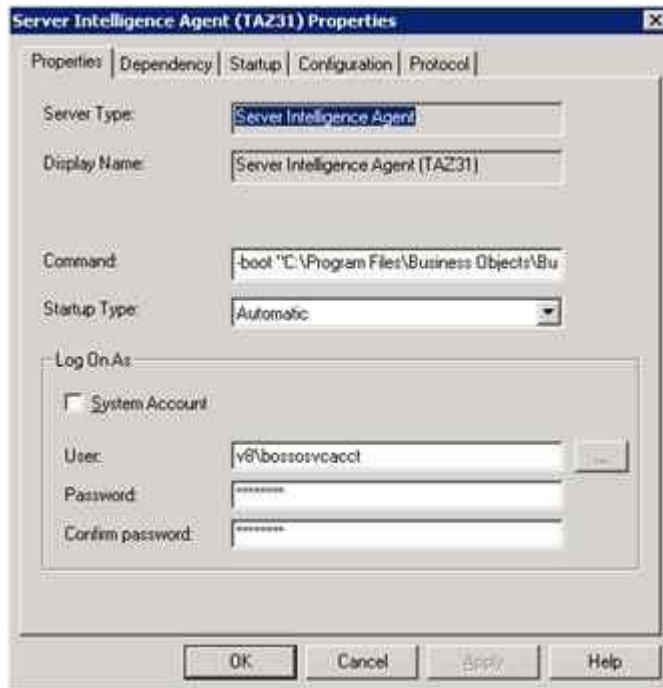 Server Intelligence Agent (TAZ31) Properties
Properties Dependency Startup Configuration Protocol
Server Type: Server Intelligence Agent
Display Name: Server Intelligence Agent (TAZ31)
Command: -boot "C:\Program Files\Business Objects\Bu
Startup Type: Automatic
Log On As
System Account
User: v8\bossosvcacct ...
Password: ********
Confirm password: ********
OK Cancel Apply Help